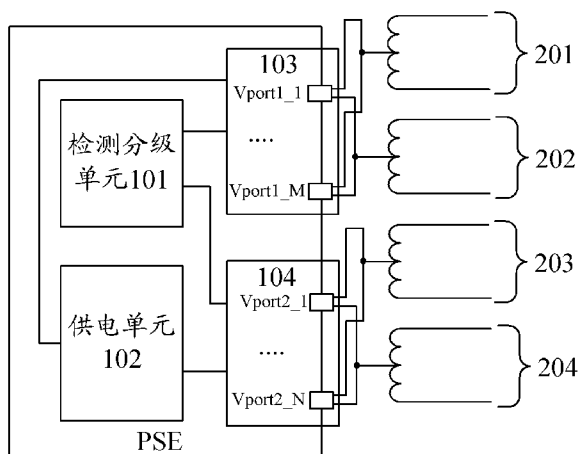 103
Vport1_1
....
Vport1_M
检测分级
单元101
104
Vport2_1
....
Vport2_N
供电单元
102
PSE
201
202
203
204